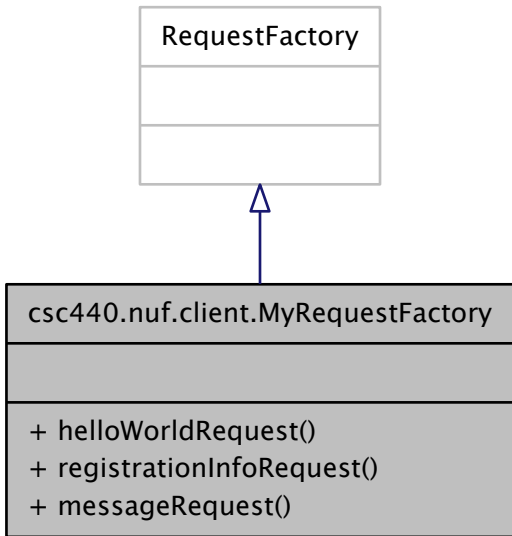 RequestFactory
csc440.nuf.client.MyRequestFactory
+ helloWorldRequest()
+ registrationInfoRequest()
+ messageRequest()